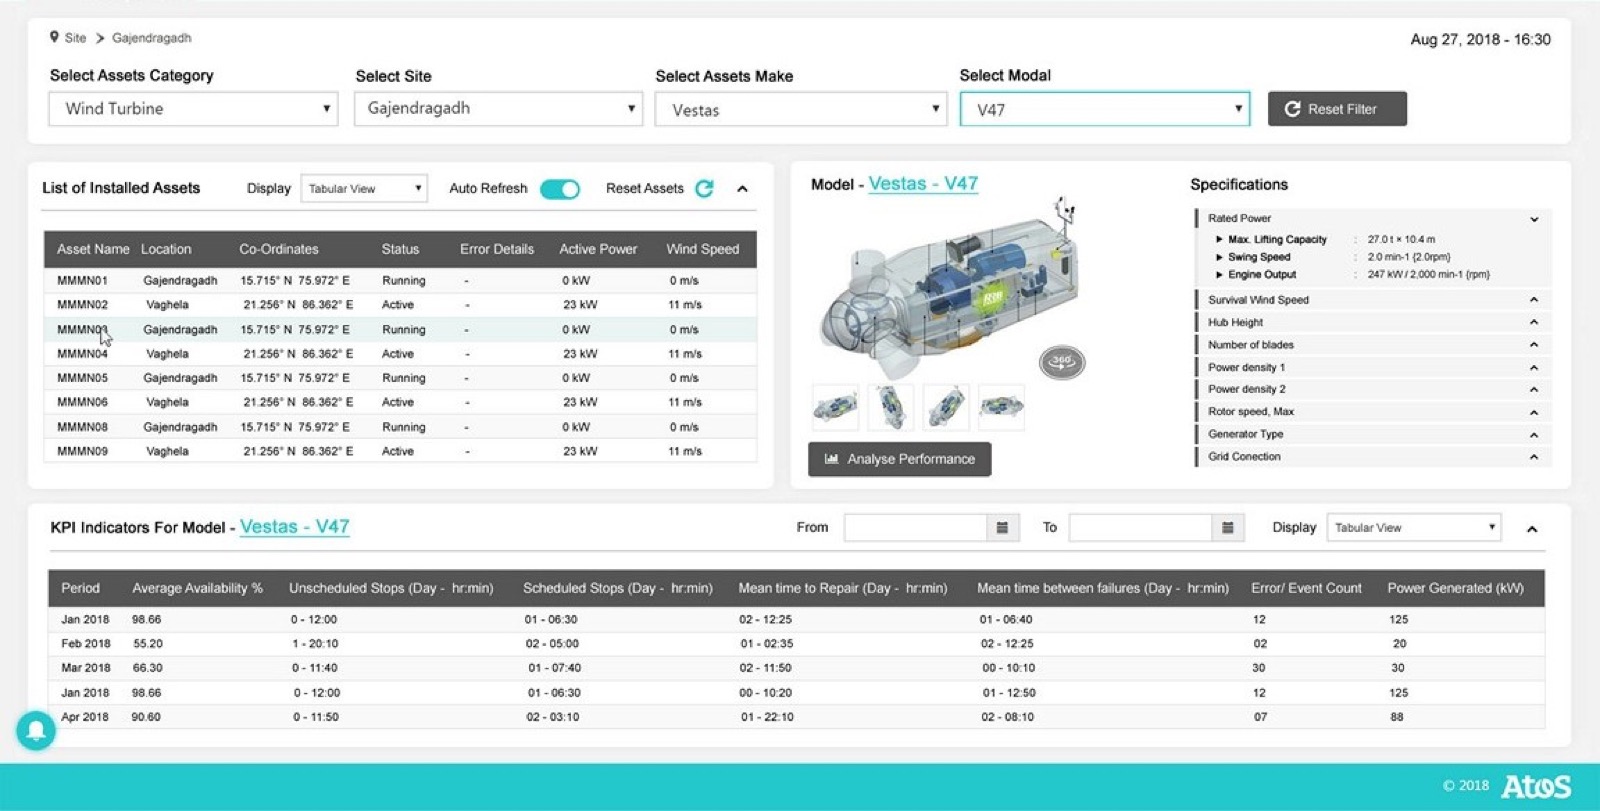 Site > Gajendragadh
Aug 27, 2018 - 16:30
Select Assets Category
Select Site
Select Assets Make
Select Modal
Wind Turbine
Gajendragadh
Vestas
V47
Reset Filter
List of Installed Assets
Display
Tabular View
Auto Refresh
Reset Assets
Asset Name Location Co-Ordinates Status Error Details Active Power Wind Speed
MMMN01 Gajendragadh 15.715° N 75.972° E Running - 0 kW 0 m/s
MMMN02 Vaghela 21.256° N 86.362° E Active - 23 kW 11 m/s
MMMN03 Gajendragadh 15.715° N 75.972° E Running - 0 kW 0 m/s
MMMN04 Vaghela 21.256° N 86.362° E Active - 23 kW 11 m/s
MMMN05 Gajendragadh 15.715° N 75.972° E Running - 0 kW 0 m/s
MMMN06 Vaghela 21.256° N 86.362° E Active - 23 kW 11 m/s
MMMN08 Gajendragadh 15.715° N 75.972° E Running - 0 kW 0 m/s
MMMN09 Vaghela 21.256° N 86.362° E Active - 23 kW 11 m/s
Model - Vestas - V47
360°
Analyse Performance
Specifications
Rated Power
Max. Lifting Capacity : 27.0 t × 10.4 m
Swing Speed : 2.0 min-1 {2.0rpm}
Engine Output : 247 kW / 2,000 min-1 {rpm}
Survival Wind Speed
Hub Height
Number of blades
Power density 1
Power density 2
Rotor speed, Max
Generator Type
Grid Conection
KPI Indicators For Model - Vestas - V47
From
To
Display
Tabular View
Period Average Availability % Unscheduled Stops (Day - hr:min) Scheduled Stops (Day - hr:min) Mean time to Repair (Day - hr:min) Mean time between failures (Day - hr:min) Error/ Event Count Power Generated (kW)
Jan 2018 98.66 0 - 12:00 01 - 06:30 02 - 12:25 01 - 06:40 12 125
Feb 2018 55.20 1 - 20:10 02 - 05:00 01 - 02:35 02 - 12:25 02 20
Mar 2018 66.30 0 - 11:40 01 - 07:40 02 - 11:50 00 - 10:10 30 30
Jan 2018 98.66 0 - 12:00 01 - 06:30 00 - 10:20 01 - 12:50 12 125
Apr 2018 90.60 0 - 11:50 02 - 03:10 01 - 22:10 02 - 08:10 07 88
© 2018 Atos